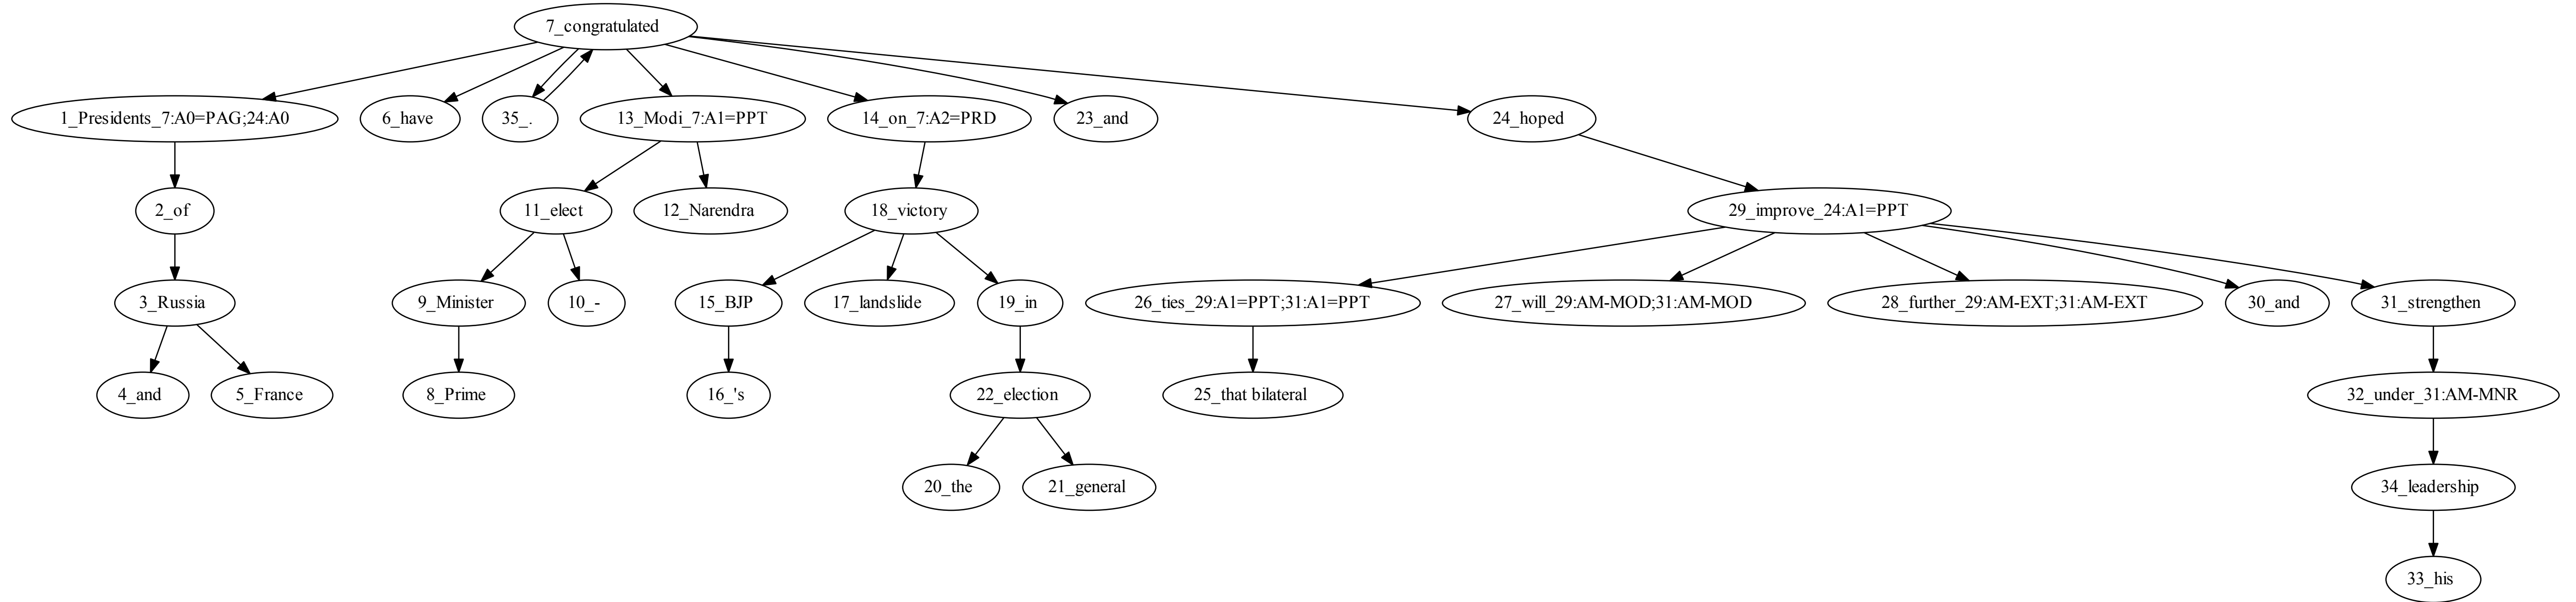 7_congratulated
1_Presidents_7:A0=PAG;24:A0
6_have
35_.
13_Modi_7:A1=PPT
14_on_7:A2=PRD
23_and
24_hoped
2_of
11_elect
12_Narendra
18_victory
29_improve_24:A1=PPT
3_Russia
9_Minister
10_-
15_BJP
17_landslide
19_in
26_ties_29:A1=PPT;31:A1=PPT
27_will_29:AM-MOD;31:AM-MOD
28_further_29:AM-EXT;31:AM-EXT
30_and
31_strengthen
4_and
5_France
8_Prime
16_'s
22_election
25_that bilateral
32_under_31:AM-MNR
20_the
21_general
34_leadership
33_his